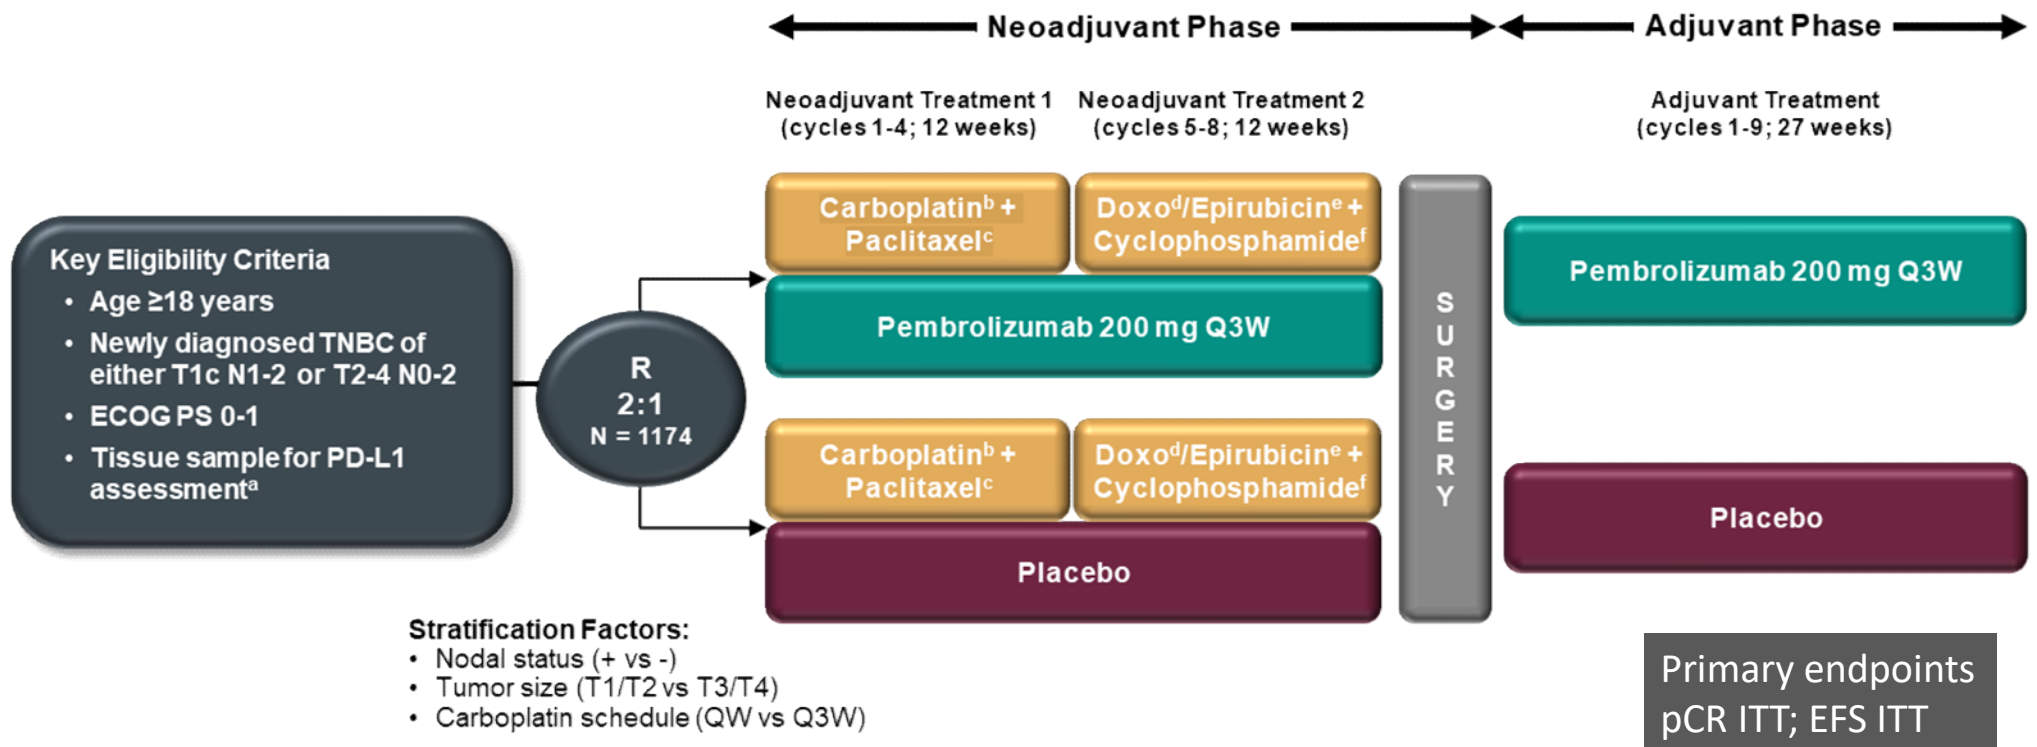 Neoadjuvant Phase
Adjuvant Phase
Neoadjuvant Treatment 1
(cycles 1-4; 12 weeks)
Neoadjuvant Treatment 2
(cycles 5-8; 12 weeks)
Adjuvant Treatment
(cycles 1-9; 27 weeks)
Key Eligibility Criteria
• Age ≥18 years
• Newly diagnosed TNBC of
either T1c N1-2 or T2-4 N0-2
• ECOG PS 0-1
• Tissue sample for PD-L1
assessmentᵃ
R
2:1
N = 1174
Carboplatinᵇ +
Paclitaxelᶜ
Doxoᵈ/Epirubicinᵉ +
Cyclophosphamideᶠ
Pembrolizumab 200 mg Q3W
Carboplatinᵇ +
Paclitaxelᶜ
Doxoᵈ/Epirubicinᵉ +
Cyclophosphamideᶠ
Placebo
SURGERY
Pembrolizumab 200 mg Q3W
Placebo
Stratification Factors:
• Nodal status (+ vs -)
• Tumor size (T1/T2 vs T3/T4)
• Carboplatin schedule (QW vs Q3W)
Primary endpoints
pCR ITT; EFS ITT